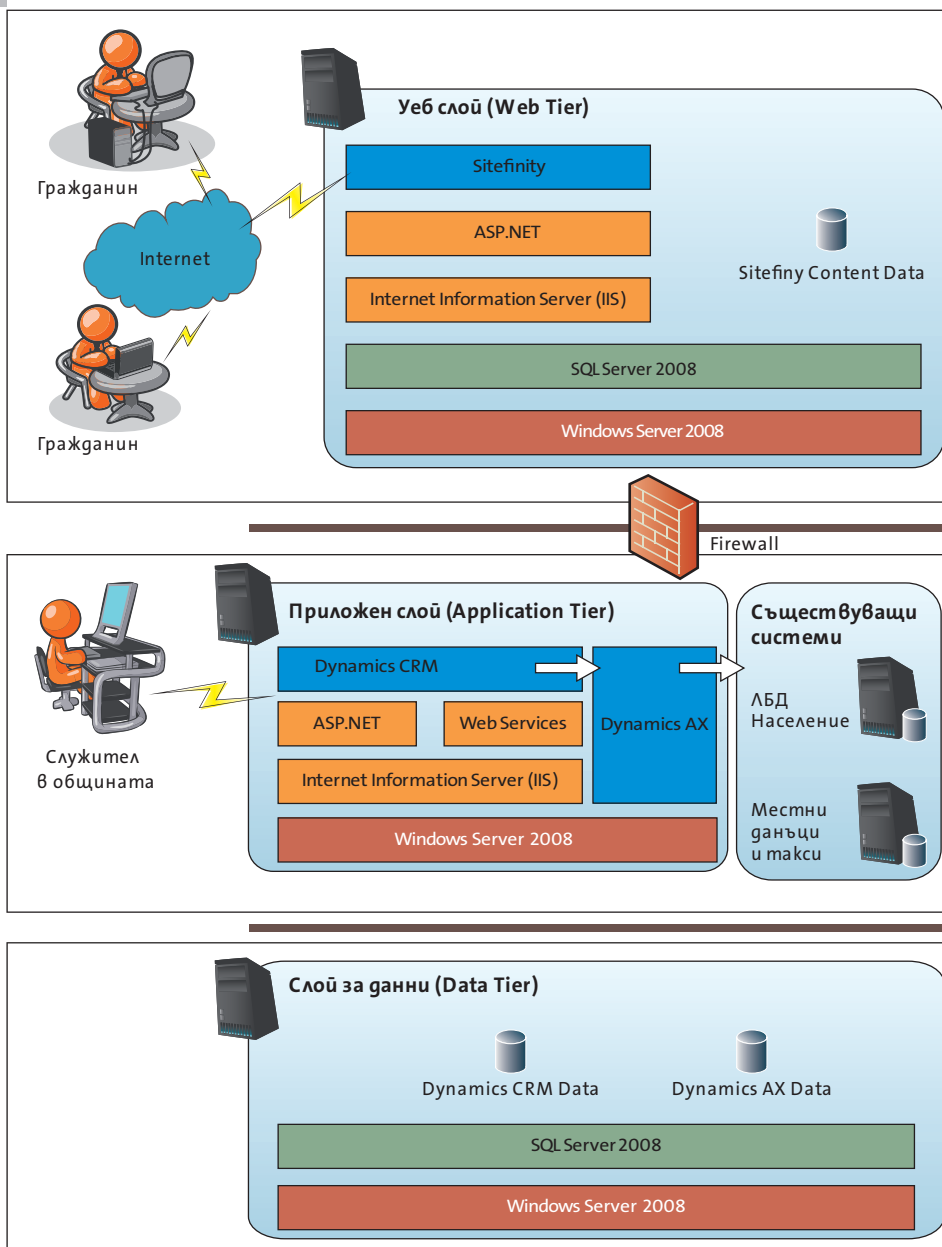 Уеб слой (Web Tier)
Гражданин
Sitefinity
ASP.NET
Internet
Sitefiny Content Data
Internet Information Server (IIS)
SQL Server 2008
Гражданин
Windows Server 2008
Firewall
Приложен слой (Application Tier)
Съществуващи
системи
Dynamics CRM
ASP.NET
Web Services
Dynamics AX
ЛБД
Население
Служител
в общината
Internet Information Server (IIS)
Местни
данъци
и такси
Windows Server 2008
Слой за данни (Data Tier)
Dynamics CRM Data
Dynamics AX Data
SQL Server 2008
Windows Server 2008